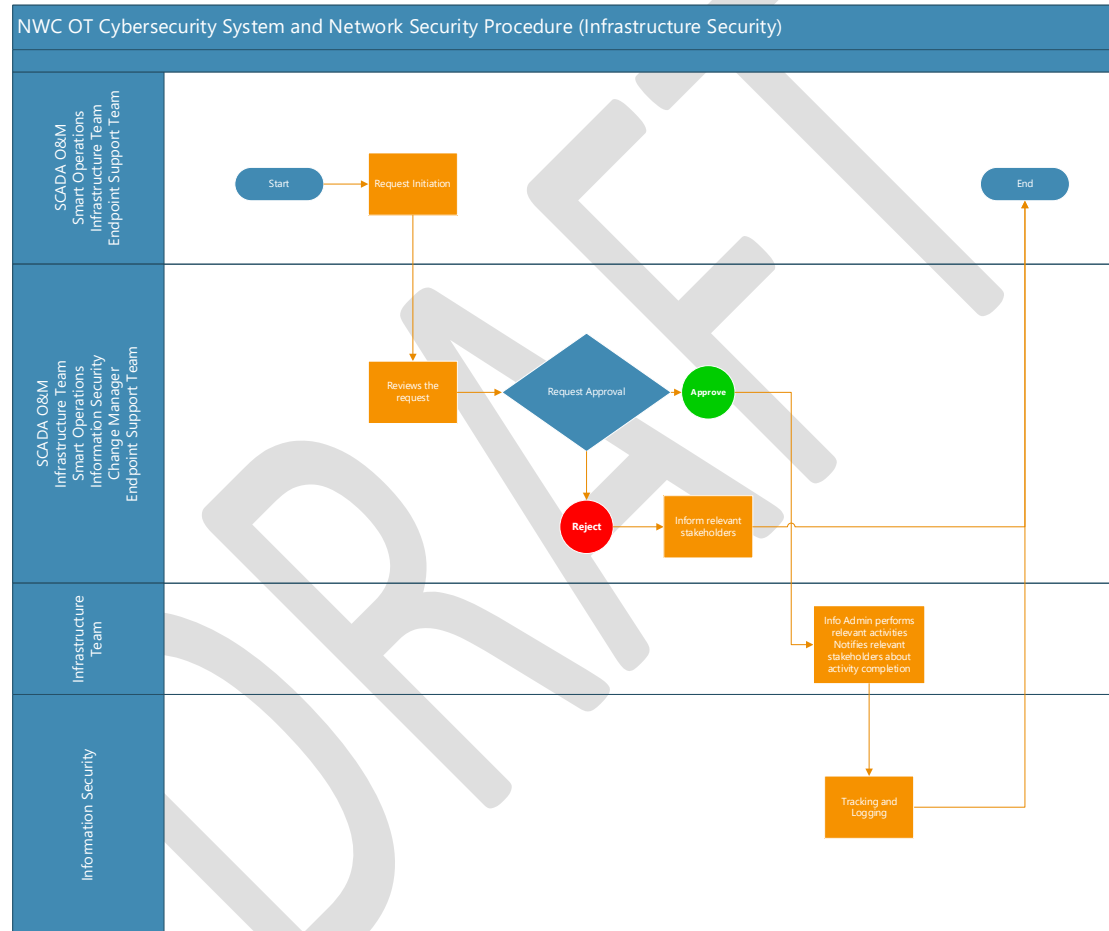 NWC OT Cybersecurity System and Network Security Procedure (Infrastructure Security)
SCADA O&M
Smart Operations
Infrastructure Team
Endpoint Support Team
Start
Request Initiation
End
SCADA O&M
Infrastructure Team
Smart Operations
Information Security
Change Manager
Endpoint Support Team
Reviews the
request
Request Approval
Approve
Reject
Inform relevant
stakeholders
Infrastructure
Team
Info Admin performs
relevant activities
Notifies relevant
stakeholders about
activity completion
Information Security
Tracking and
Logging
DRAFT